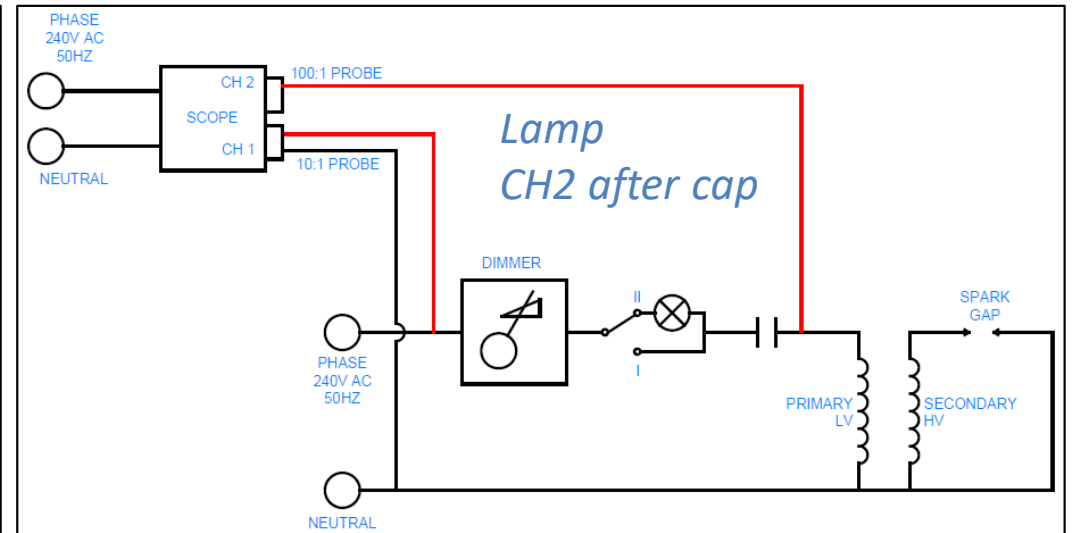 PHASE
240V AC
50HZ
CH 2
100:1 PROBE
SCOPE
CH 1
10:1 PROBE
NEUTRAL
Lamp
CH2 after cap
DIMMER
II
I
SPARK
GAP
PHASE
240V AC
50HZ
PRIMARY
LV
SECONDARY
HV
NEUTRAL